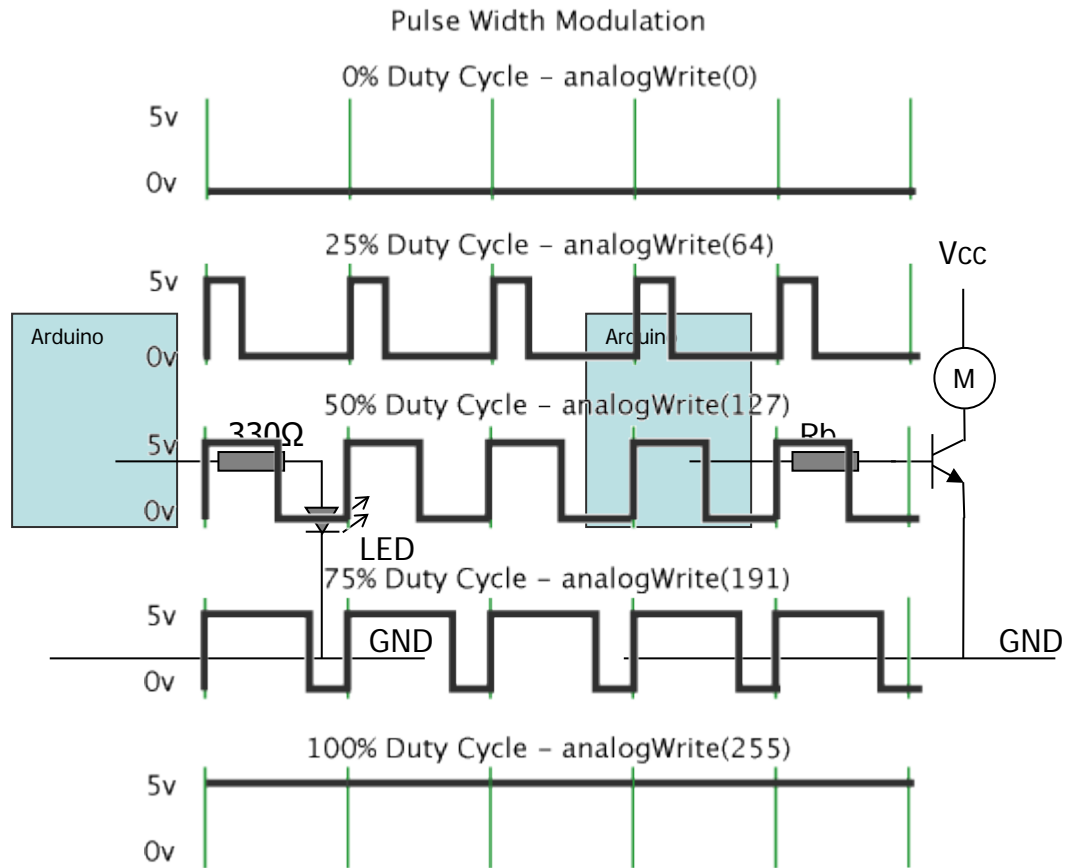 Pulse Width Modulation
0% Duty Cycle – analogWrite(0)
5v
0v
25% Duty Cycle – analogWrite(64)
Vcc
5v
Arduino
Arduino
0v
M
50% Duty Cycle – analogWrite(127)
330Ω
Rb
5v
0v
LED
75% Duty Cycle – analogWrite(191)
5v
GND
GND
0v
100% Duty Cycle – analogWrite(255)
5v
0v